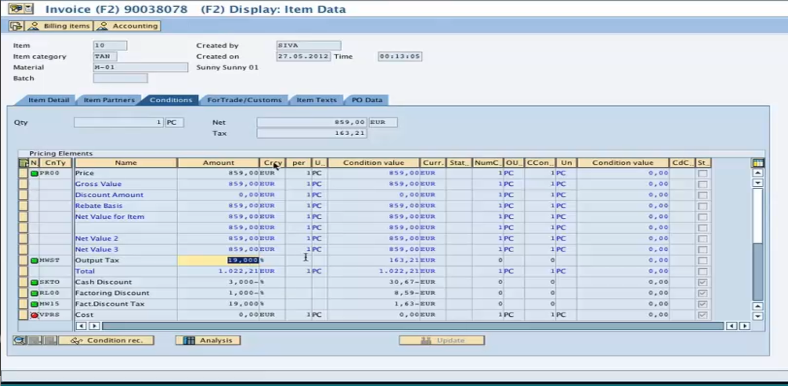 Invoice (F2) 90038078 (F2) Display: Item Data
Billing items Accounting
Item 10 Created by SIVA
Item category TAN Created on 27.05.2012 Time 00:13:05
Material M-01 Sunny Sunny 01
Batch
Item Detail Item Partners Conditions ForTrade/Customs Item Texts PO Data
Qty 1 PC Net 859,00 EUR
Tax 163,21
Pricing Elements
N. CnTy Name Amount Crcy per U... Condition value Curr. Stat... NumC... OU... CCon... Un Condition value CdC... St...
PR00 Price 859,00 EUR 1 PC 859,00 EUR 1 PC 1 PC 0,00
Gross Value 859,00 EUR 1 PC 859,00 EUR 1 PC 1 PC 0,00
Discount Amount 0,00 EUR 1 PC 0,00 EUR 1 PC 1 PC 0,00
Rebate Basis 859,00 EUR 1 PC 859,00 EUR 1 PC 1 PC 0,00
Net Value for Item 859,00 EUR 1 PC 859,00 EUR 1 PC 1 PC 0,00
859,00 EUR 1 PC 859,00 EUR 1 PC 1 PC 0,00
Net Value 2 859,00 EUR 1 PC 859,00 EUR 1 PC 1 PC 0,00
Net Value 3 859,00 EUR 1 PC 859,00 EUR 1 PC 1 PC 0,00
MWST Output Tax 19,000 % 163,21 EUR 0 0 0,00
Total 1.022,21 EUR 1 PC 1.022,21 EUR 1 PC 1 PC 0,00
SKTO Cash Discount 3,000- % 30,67- EUR 0 0 0,00
RL00 Factoring Discount 1,000- % 8,59- EUR 0 0 0,00
MW15 Fact.Discount Tax 19,000 % 1,63- EUR 0 0 0,00
VPRS Cost 0,00 EUR 1 PC 0,00 EUR 1 PC 1 PC 0,00
Condition rec. Analysis Update